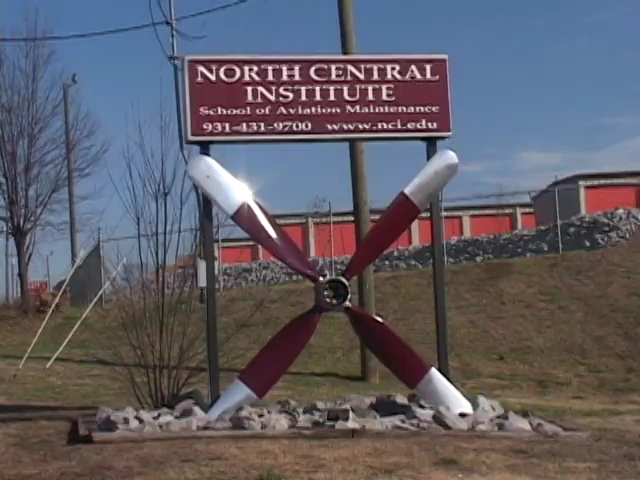 NORTH CENTRAL
INSTITUTE
School of Aviation Maintenance
931-431-9700 www.nci.edu